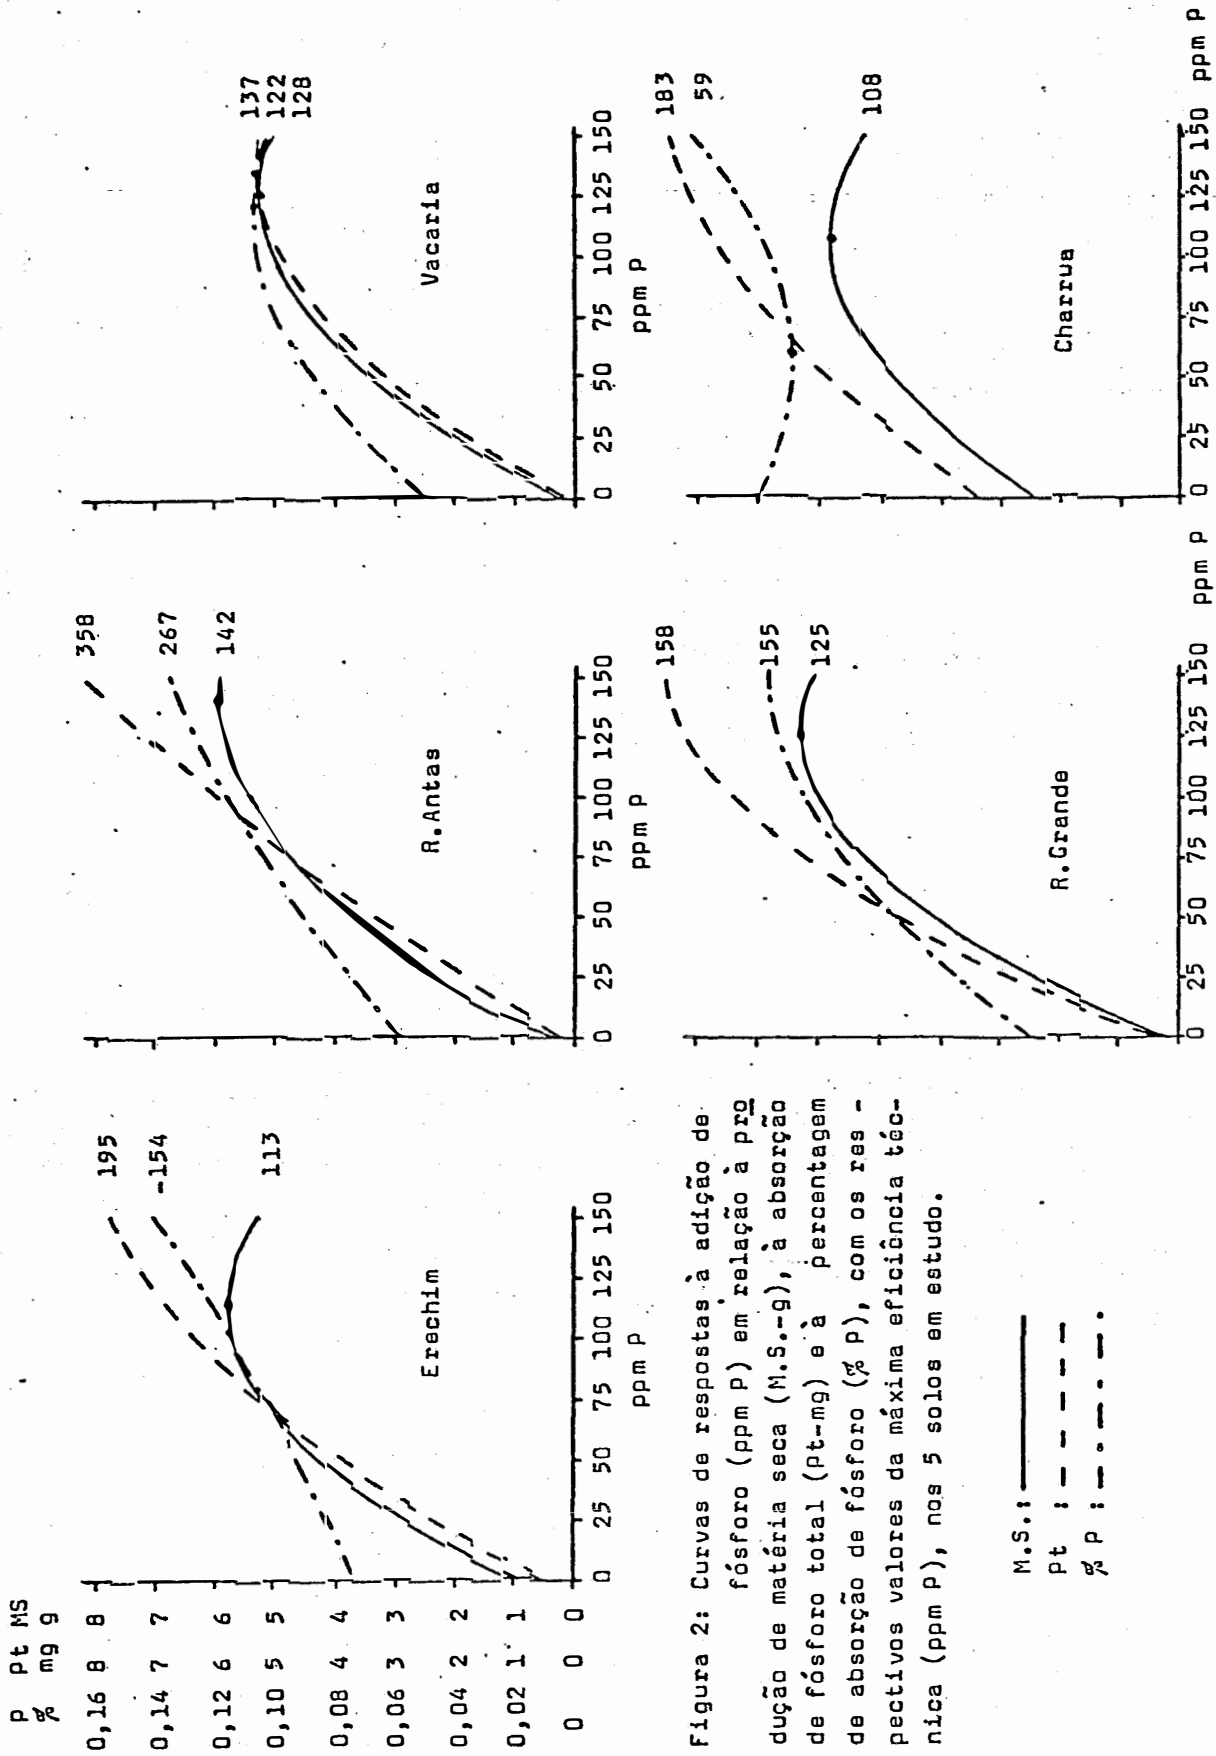 P Pt MS
% mg g
0,16 8 8
0,14 7 7
0,12 6 6
0,10 5 5
0,08 4 4
0,06 3 3
0,04 2 2
0,02 1 1
0 0 0
195
-154
113
Erechim
0 25 50 75 100 125 150
ppm P
358
267
142
R.Antas
0 25 50 75 100 125 150
ppm P
137
122
128
Vacaria
0 25 50 75 100 125 150
ppm P
158
155
125
R.Grande
0 25 50 75 100 125 150 ppm P
183
59
108
Charrua
0 25 50 75 100 125 150 ppm P
Figura 2: Curvas de respostas à adição de
fósforo (ppm P) em relação à pro
dução de matéria seca (M.S.-g), à absorção
de fósforo total (Pt-mg) e à percentagem
de absorção de fósforo (% P), com os res -
pectivos valores da máxima eficiência téc-
nica (ppm P), nos 5 solos em estudo.
M.S.:
Pt :
% P :